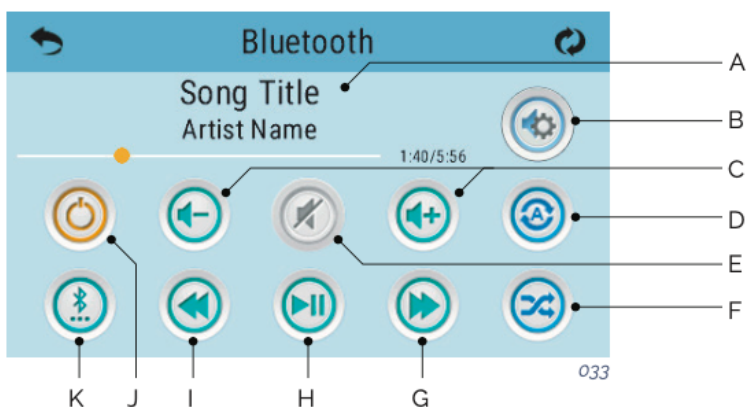 Bluetooth
Song Title
Artist Name
1:40/5:56
A
B
C
A
D
E
F
033
K
J
I
H
G